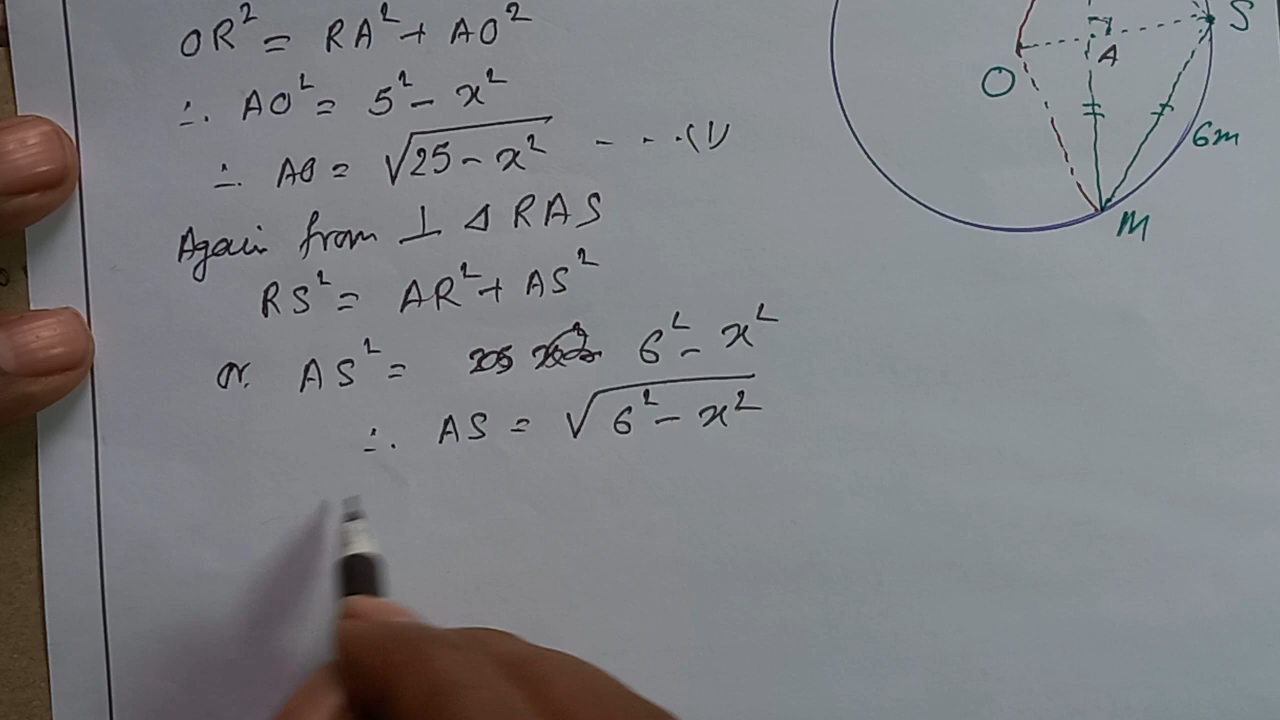 OR² = RA² + AO²
∴ AO² = 5² - x²
∴ AO = √25 - x² - - - ·(1)
Again from ⊥ Δ RAS
RS² = AR² + AS²
or. AS² = 6² - x²
∴ AS = √6² - x²
S
A
O
6m
M